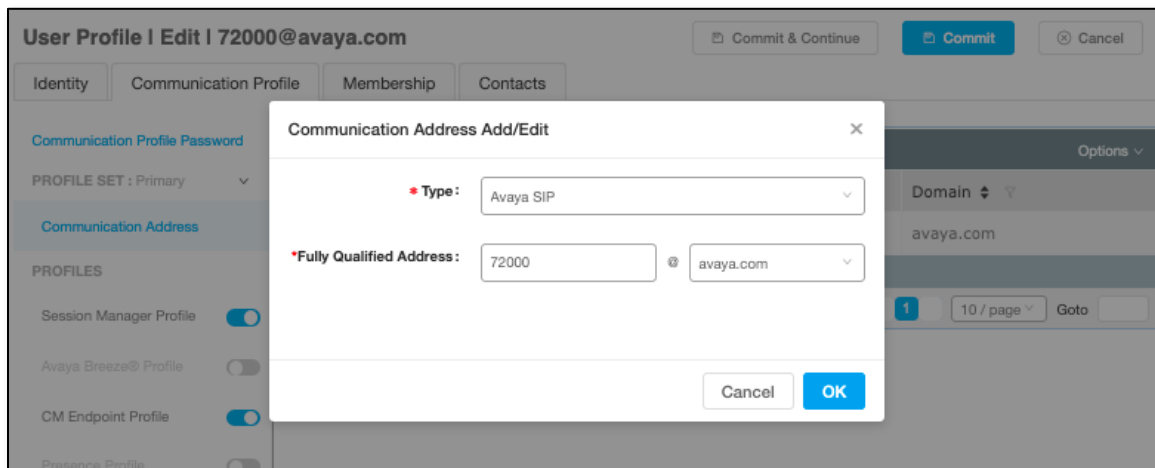 User Profile | Edit | 72000@avaya.com
Commit & Continue
Commit
Cancel
Identity
Communication Profile
Membership
Contacts
Communication Profile Password
PROFILE SET : Primary
Communication Address
PROFILES
Session Manager Profile
Avaya Breeze® Profile
CM Endpoint Profile
Presence Profile
Communication Address Add/Edit
* Type :
Avaya SIP
*Fully Qualified Address :
72000 @ avaya.com
Cancel
OK
Options
Domain
avaya.com
1
10 / page
Goto